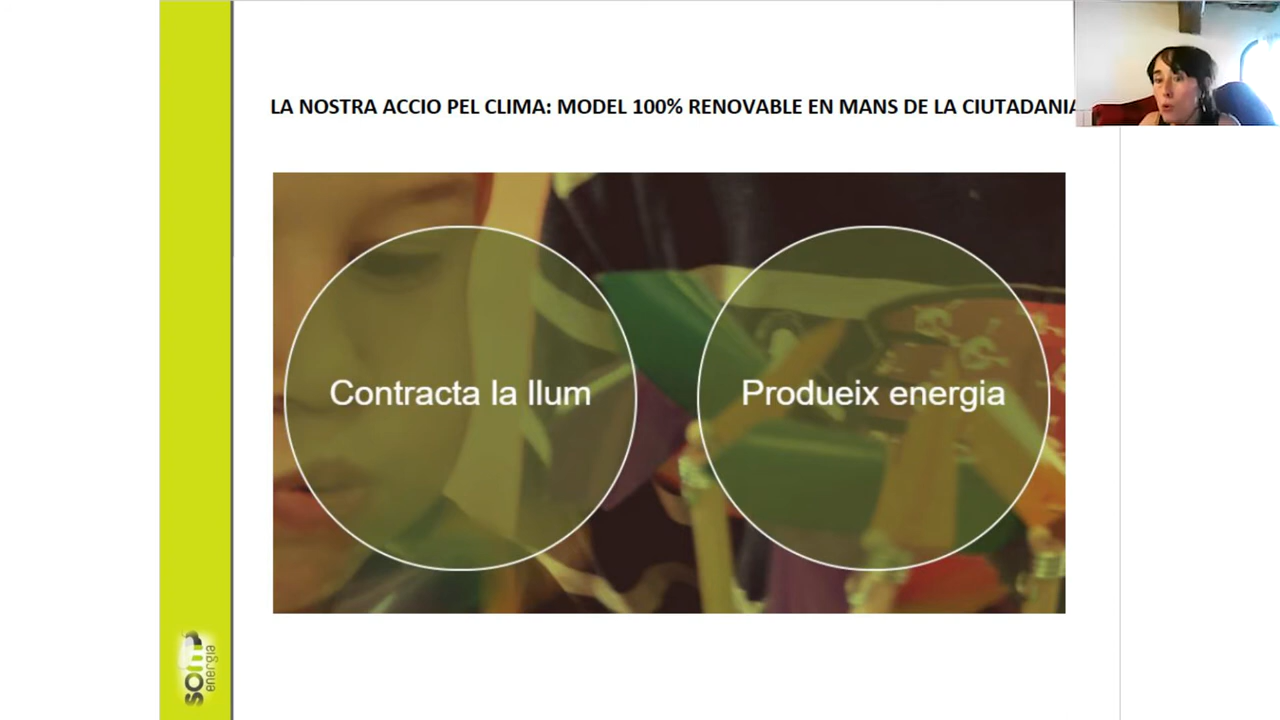 LA NOSTRA ACCIO PEL CLIMA: MODEL 100% RENOVABLE EN MANS DE LA CIUTADANIA
Contracta la llum
Produeix energia
som
energia